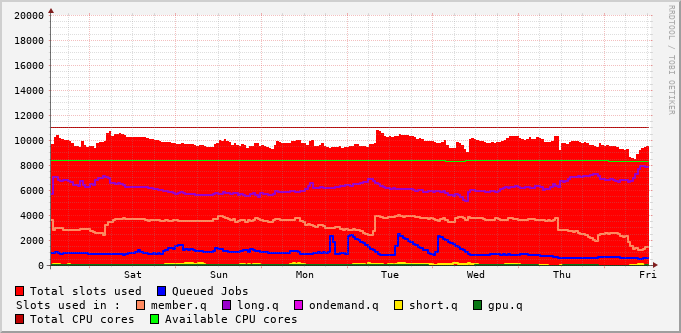 20000
18000
16000
14000
12000
10000
8000
6000
4000
2000
0
Sat Sun Mon Tue Wed Thu Fri
RRDTOOL / TOBI OETIKER
Total slots used Queued Jobs
Slots used in : member.q long.q ondemand.q short.q gpu.q
Total CPU cores Available CPU cores